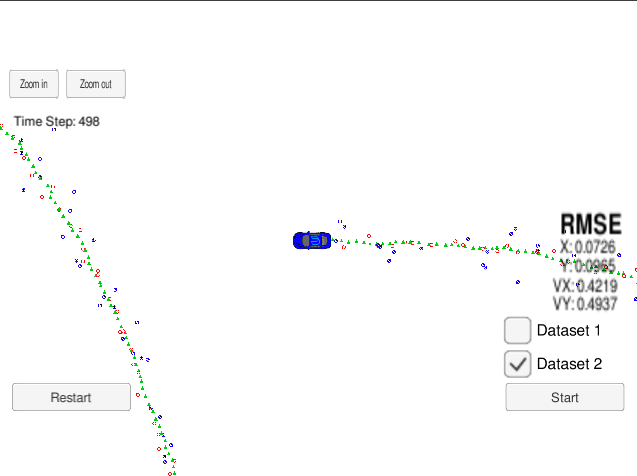 Zoom in
Zoom out
Time Step: 498
RMSE
X: 0.0726
Y: 0.0965
VX: 0.4219
VY: 0.4937
Dataset 1
Dataset 2
Restart
Start